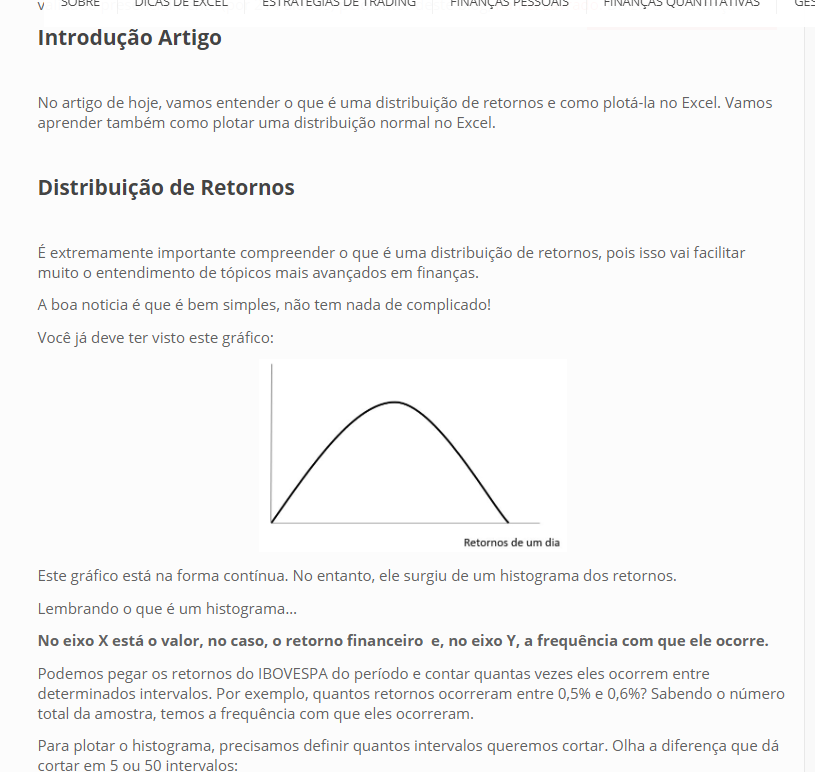 SOBRE DICAS DE EXCEL ESTRATÉGIAS DE TRADING FINANÇAS PESSOAIS FINANÇAS QUANTITATIVAS
Introdução Artigo
No artigo de hoje, vamos entender o que é uma distribuição de retornos e como plotá-la no Excel. Vamos
aprender também como plotar uma distribuição normal no Excel.
Distribuição de Retornos
É extremamente importante compreender o que é uma distribuição de retornos, pois isso vai facilitar
muito o entendimento de tópicos mais avançados em finanças.
A boa noticia é que é bem simples, não tem nada de complicado!
Você já deve ter visto este gráfico:
Retornos de um dia
Este gráfico está na forma contínua. No entanto, ele surgiu de um histograma dos retornos.
Lembrando o que é um histograma...
No eixo X está o valor, no caso, o retorno financeiro e, no eixo Y, a frequência com que ele ocorre.
Podemos pegar os retornos do IBOVESPA do período e contar quantas vezes eles ocorrem entre
determinados intervalos. Por exemplo, quantos retornos ocorreram entre 0,5% e 0,6%? Sabendo o número
total da amostra, temos a frequência com que eles ocorreram.
Para plotar o histograma, precisamos definir quantos intervalos queremos cortar. Olha a diferença que dá
cortar em 5 ou 50 intervalos: